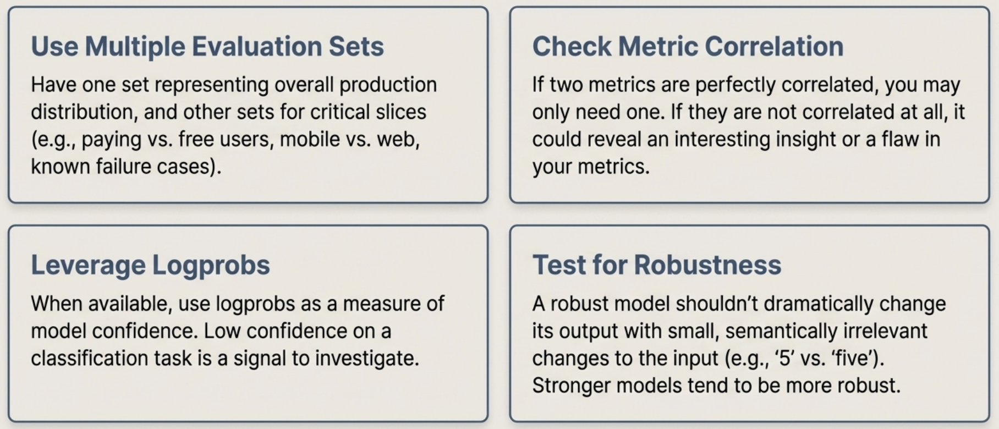 Use Multiple Evaluation Sets
Have one set representing overall production
distribution, and other sets for critical slices
(e.g., paying vs. free users, mobile vs. web,
known failure cases).
Check Metric Correlation
If two metrics are perfectly correlated, you may
only need one. If they are not correlated at all, it
could reveal an interesting insight or a flaw in
your metrics.
Leverage Logprobs
When available, use logprobs as a measure of
model confidence. Low confidence on a
classification task is a signal to investigate.
Test for Robustness
A robust model shouldn’t dramatically change
its output with small, semantically irrelevant
changes to the input (e.g., ‘5’ vs. ‘five’).
Stronger models tend to be more robust.